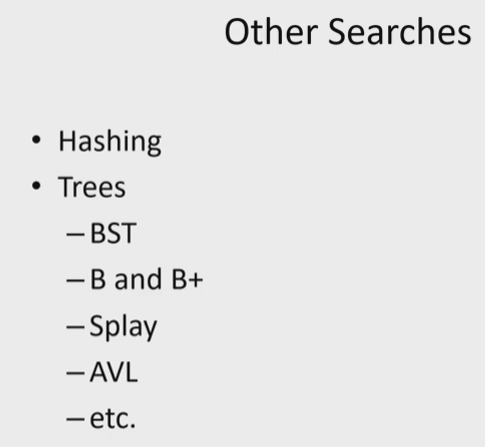 Other Searches
• Hashing
• Trees
– BST
– B and B+
– Splay
– AVL
– etc.